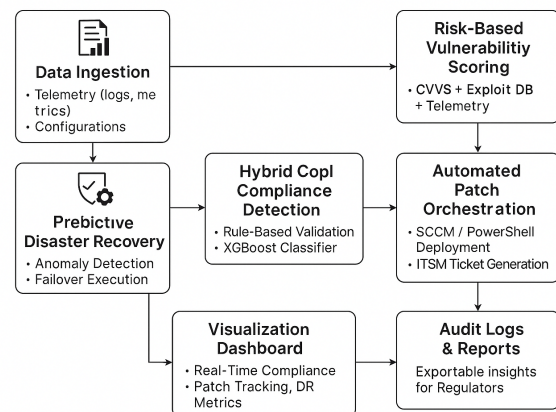 Data Ingestion
• Telemetry (logs, me
trics)
• Configurations
Risk-Based
Vulnerabilitiy
Scoring
• CVVS + Exploit DB
+ Telemetry
Prebictive
Disaster Recovery
• Anomaly Detection
• Failover Execution
Hybrid Copl
Compliance
Detection
• Rule-Based Validation
• XGBoost Classifier
Automated
Patch
Orchestration
• SCCM / PowerShell
Deployment
• ITSM Ticket Generation
Visualization
Dashboard
• Real-Time Compliance
• Patch Tracking, DR
Metrics
Audit Logs
& Reports
Exportable insights
for Regulators